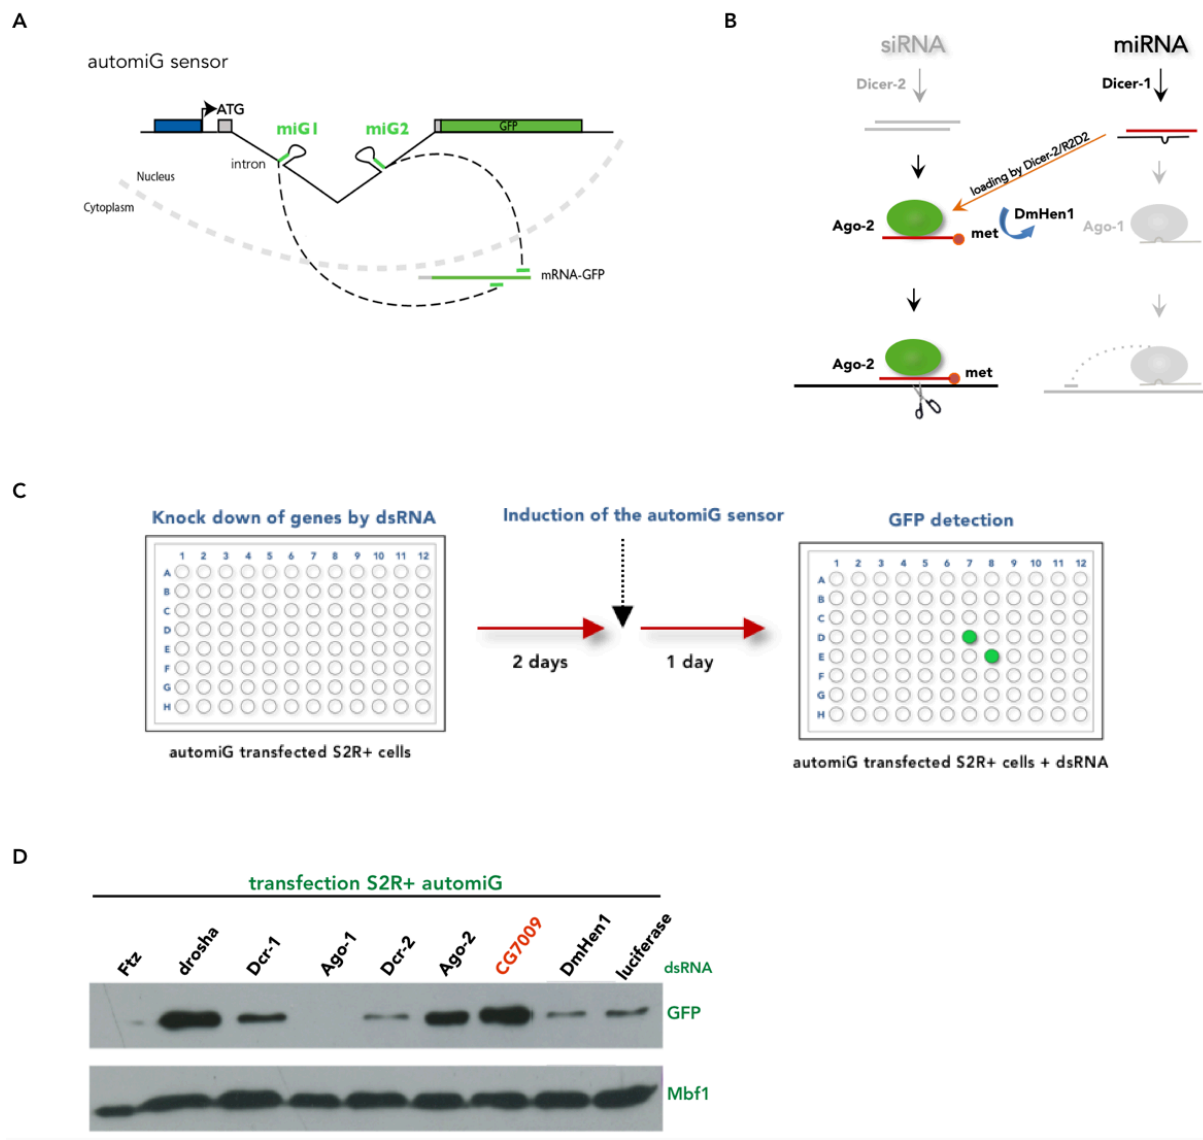 A
automiG sensor
ATG
miG1
miG2
GFP
intron
Nucleus
Cytoplasm
mRNA-GFP
B
siRNA
miRNA
Dicer-2
Dicer-1
loading by Dicer-2/R2D2
Ago-2
met
DmHen1
Ago-1
Ago-2
met
C
Knock down of genes by dsRNA
1 2 3 4 5 6 7 8 9 10 11 12
A
B
C
D
E
F
G
H
automiG transfected S2R+ cells
Induction of the automiG sensor
2 days
1 day
GFP detection
1 2 3 4 5 6 7 8 9 10 11 12
A
B
C
D
E
F
G
H
automiG transfected S2R+ cells + dsRNA
D
transfection S2R+ automiG
Ftz
drosha
Dcr-1
Ago-1
Dcr-2
Ago-2
CG7009
DmHen1
luciferase
dsRNA
GFP
Mbf1